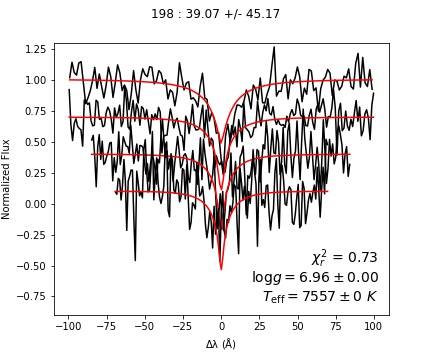 198 : 39.07 +/- 45.17
1.25
1.00
0.75
0.50
0.25
0.00
−0.25
−0.50
−0.75
Normalized Flux
χ²ᵣ = 0.73
logg = 6.96 ± 0.00
T_eff = 7557 ± 0 K
−100 −75 −50 −25 0 25 50 75 100
Δλ (Å)